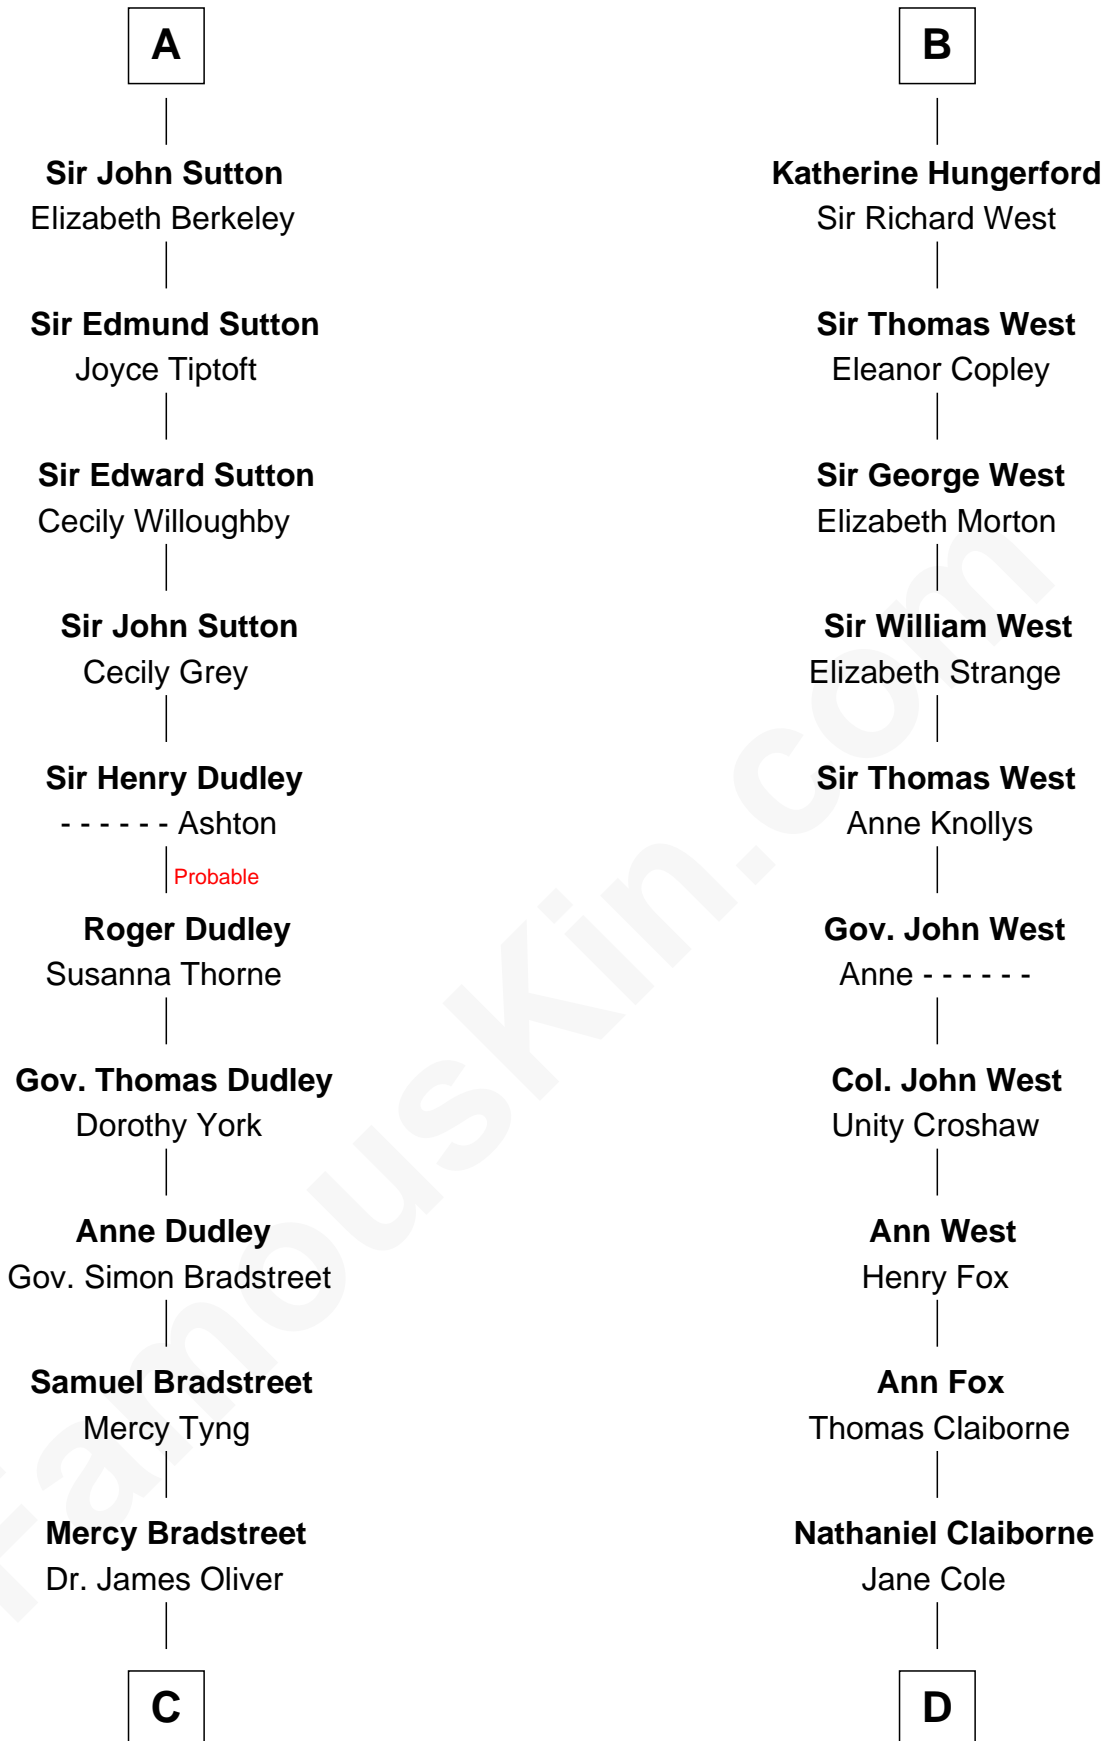 A
Sir John Sutton
Elizabeth Berkeley
Sir Edmund Sutton
Joyce Tiptoft
Sir Edward Sutton
Cecily Willoughby
Sir John Sutton
Cecily Grey
Sir Henry Dudley
- - - - - - Ashton
Probable
Roger Dudley
Susanna Thorne
Gov. Thomas Dudley
Dorothy York
Anne Dudley
Gov. Simon Bradstreet
Samuel Bradstreet
Mercy Tyng
Mercy Bradstreet
Dr. James Oliver
C
B
Katherine Hungerford
Sir Richard West
Sir Thomas West
Eleanor Copley
Sir George West
Elizabeth Morton
Sir William West
Elizabeth Strange
Sir Thomas West
Anne Knollys
Gov. John West
Anne - - - - - -
Col. John West
Unity Croshaw
Ann West
Henry Fox
Ann Fox
Thomas Claiborne
Nathaniel Claiborne
Jane Cole
D
FamousKin.com